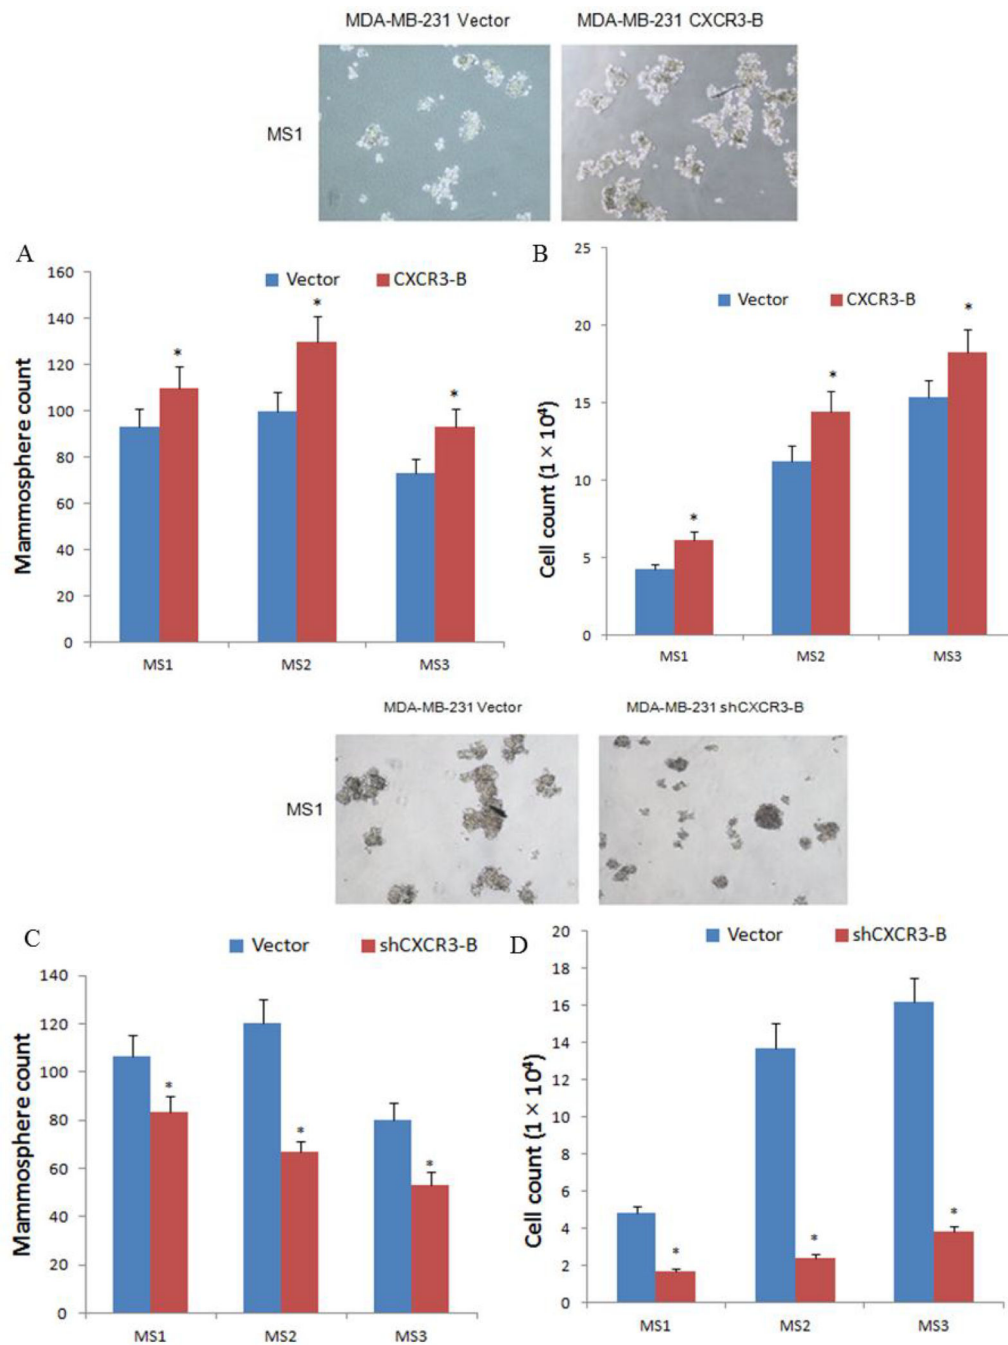 MDA-MB-231 Vector MDA-MB-231 CXCR3-B
MS1
A
Vector CXCR3-B
Mammosphere count
160
140
120
100
80
60
40
20
0
* * *
MS1 MS2 MS3
B
Vector CXCR3-B
Cell count (1 × 10⁴)
25
20
15
10
5
0
* * *
MS1 MS2 MS3
MDA-MB-231 Vector MDA-MB-231 shCXCR3-B
MS1
C
Vector shCXCR3-B
Mammosphere count
140
120
100
80
60
40
20
0
* * *
MS1 MS2 MS3
D
Vector shCXCR3-B
Cell count (1 × 10⁴)
20
18
16
14
12
10
8
6
4
2
0
* * *
MS1 MS2 MS3